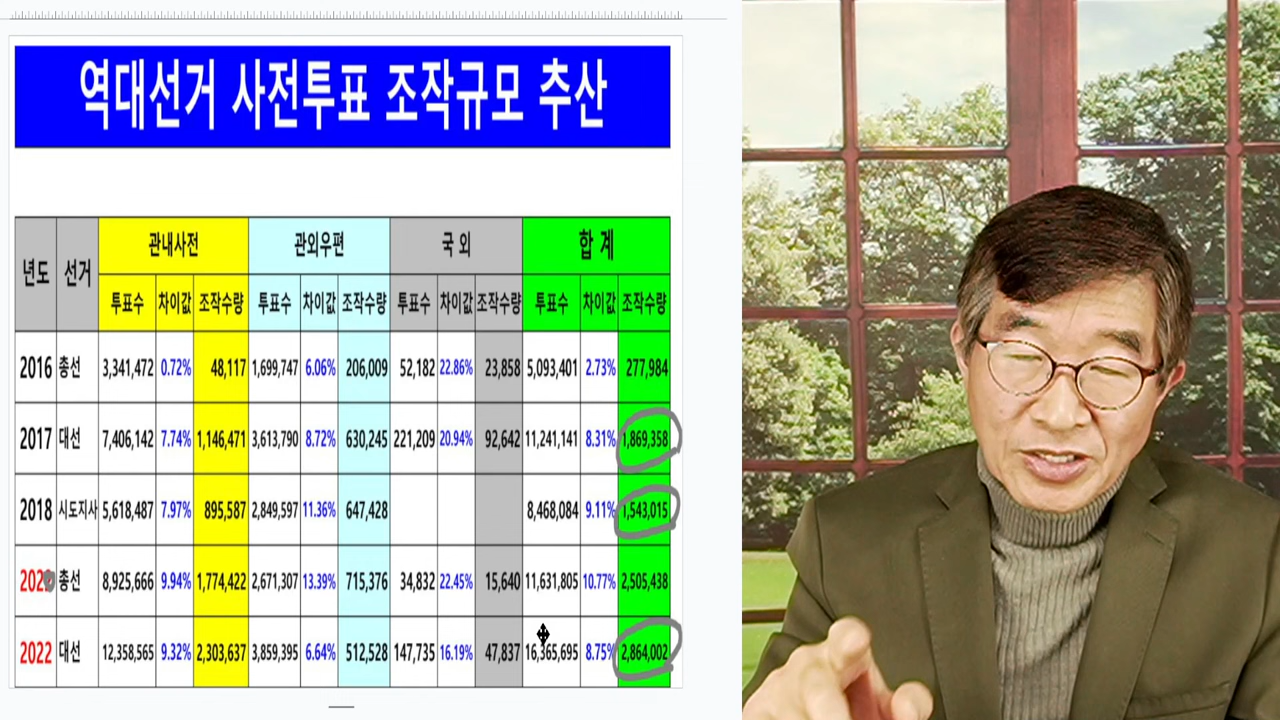 역대선거 사전투표 조작규모 추산
년도 선거 관내사전 관외우편 국 외 합 계
투표수 차이값 조작수량 투표수 차이값 조작수량 투표수 차이값 조작수량 투표수 차이값 조작수량
2016 총선 3,341,472 0.72% 48,117 1,699,747 6.06% 206,009 52,182 22.86% 23,858 5,093,401 2.73% 277,984
2017 대선 7,406,142 7.74% 1,146,471 3,613,790 8.72% 630,245 221,209 20.94% 92,642 11,241,141 8.31% 1,869,358
2018 시도지사 5,618,487 7.97% 895,587 2,849,597 11.36% 647,428 8,468,084 9.11% 1,543,015
총선 8,925,666 9.94% 1,774,422 2,671,307 13.39% 715,376 34,832 22.45% 15,640 11,631,805 10.77% 2,505,438
2022 대선 12,358,565 9.32% 2,303,637 3,859,395 6.64% 512,528 147,735 16.19% 47,837 16,365,695 8.75% 2,864,002